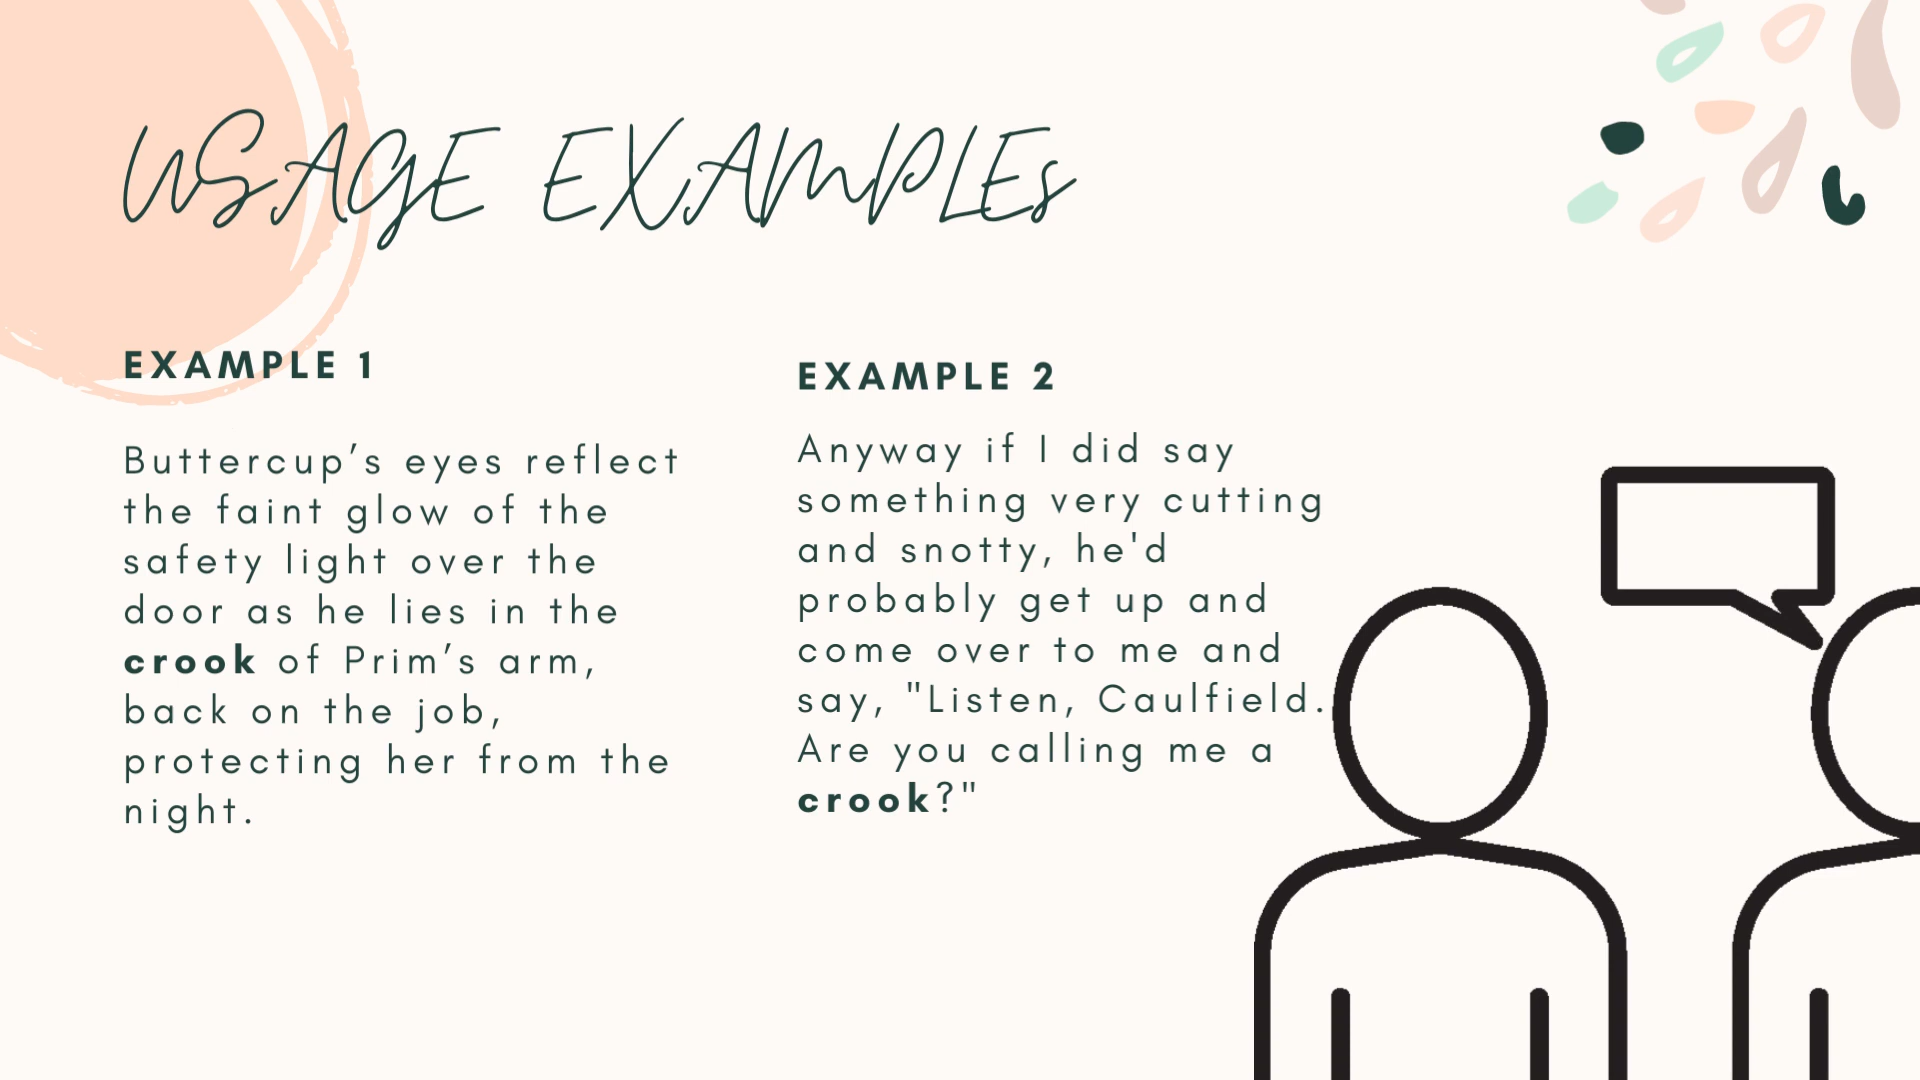 USAGE EXAMPLEs
EXAMPLE 1
Buttercup’s eyes reflect
the faint glow of the
safety light over the
door as he lies in the
crook of Prim’s arm,
back on the job,
protecting her from the
night.
EXAMPLE 2
Anyway if I did say
something very cutting
and snotty, he'd
probably get up and
come over to me and
say, "Listen, Caulfield.
Are you calling me a
crook?"